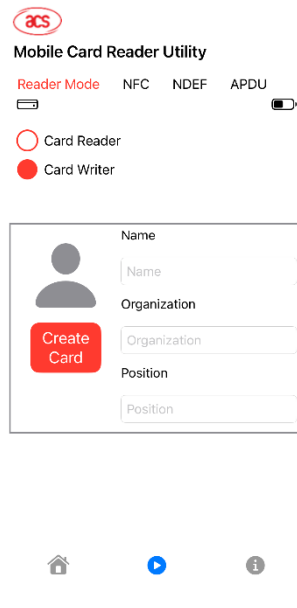 acs
Mobile Card Reader Utility
Reader Mode NFC NDEF APDU
Card Reader
Card Writer
Name
Name
Organization
Create Card
Organization
Position
Position